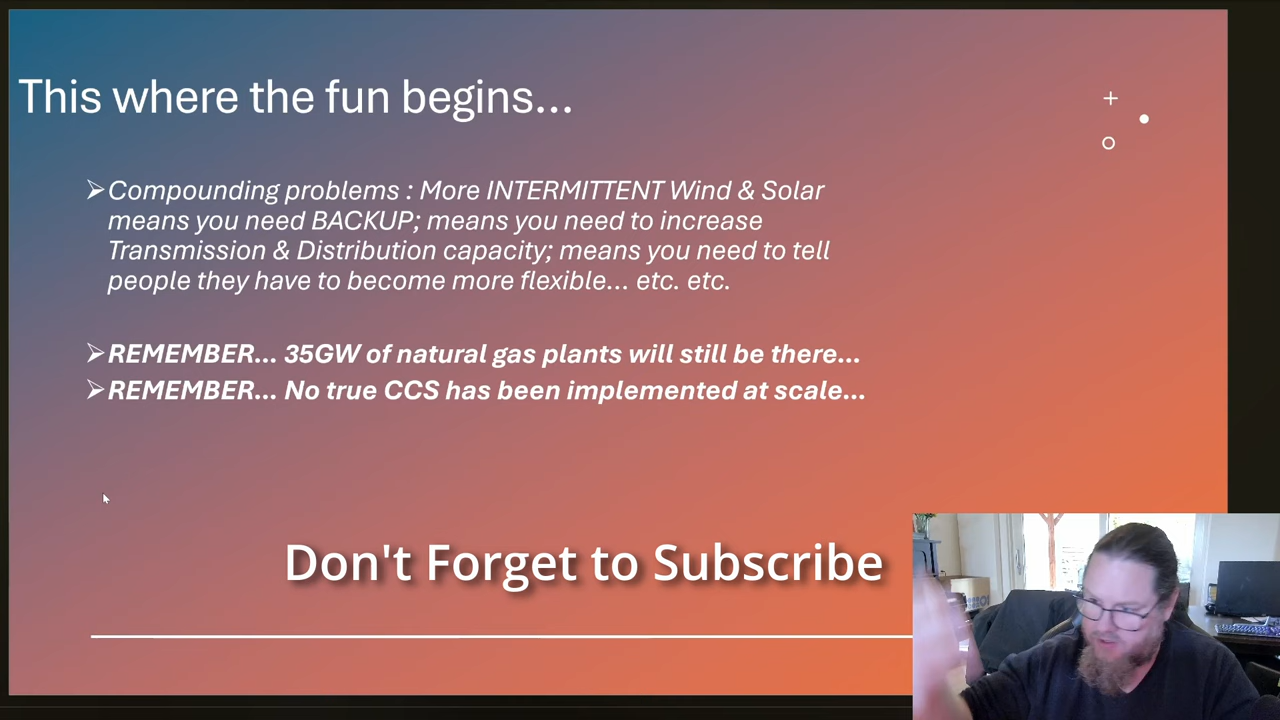 This where the fun begins...
➢Compounding problems : More INTERMITTENT Wind & Solar
means you need BACKUP; means you need to increase
Transmission & Distribution capacity; means you need to tell
people they have to become more flexible... etc. etc.
➢REMEMBER... 35GW of natural gas plants will still be there...
➢REMEMBER... No true CCS has been implemented at scale...
Don't Forget to Subscribe